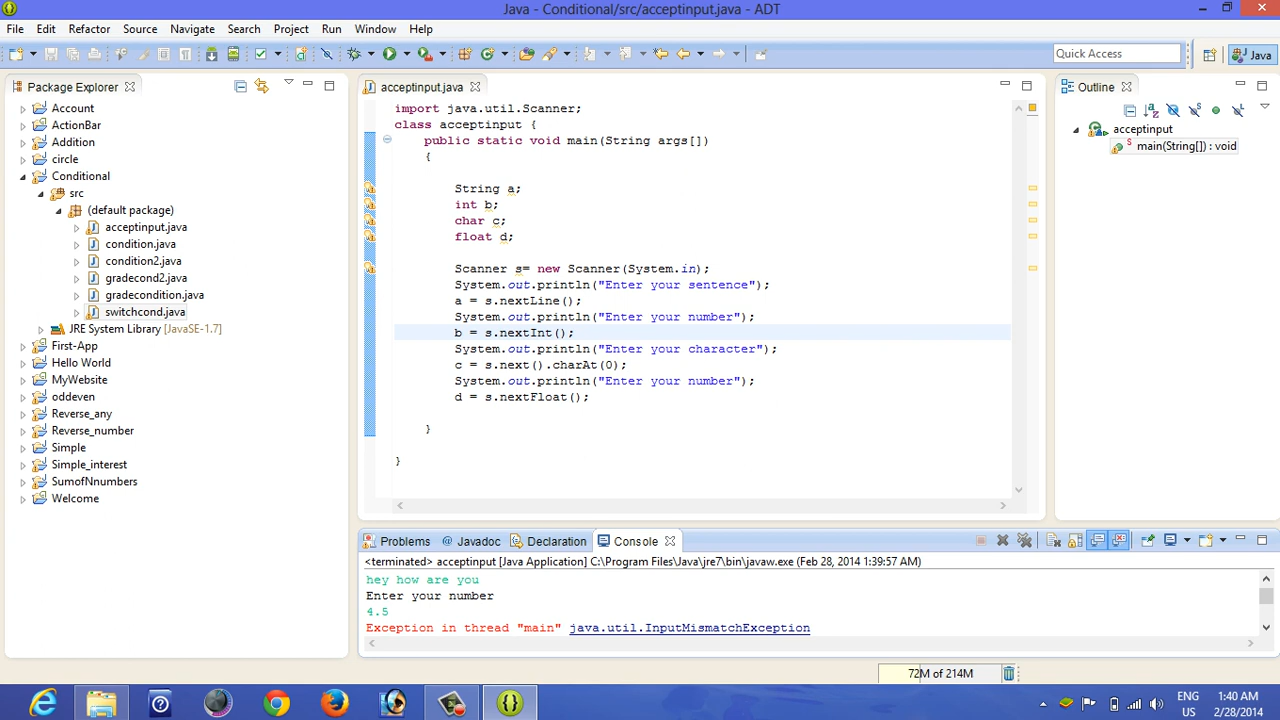 Java - Conditional/src/acceptinput.java - ADT
File Edit Refactor Source Navigate Search Project Run Window Help
Quick Access
Java
Package Explorer
Account
ActionBar
Addition
circle
Conditional
src
(default package)
acceptinput.java
condition.java
condition2.java
gradecond2.java
gradecondition.java
switchcond.java
JRE System Library [JavaSE-1.7]
First-App
Hello World
MyWebsite
oddeven
Reverse_any
Reverse_number
Simple
Simple_interest
SumofNnumbers
Welcome
acceptinput.java
import java.util.Scanner;
class acceptinput {
public static void main(String args[])
{
String a;
int b;
char c;
float d;
Scanner s= new Scanner(System.in);
System.out.println("Enter your sentence");
a = s.nextLine();
System.out.println("Enter your number");
b = s.nextInt();
System.out.println("Enter your character");
c = s.next().charAt(0);
System.out.println("Enter your number");
d = s.nextFloat();
}
}
Outline
acceptinput
main(String[]) : void
Problems @ Javadoc Declaration Console
<terminated> acceptinput [Java Application] C:\Program Files\Java\jre7\bin\javaw.exe (Feb 28, 2014 1:39:57 AM)
hey how are you
Enter your number
4.5
Exception in thread "main" java.util.InputMismatchException
72M of 214M
ENG
US
1:40 AM
2/28/2014